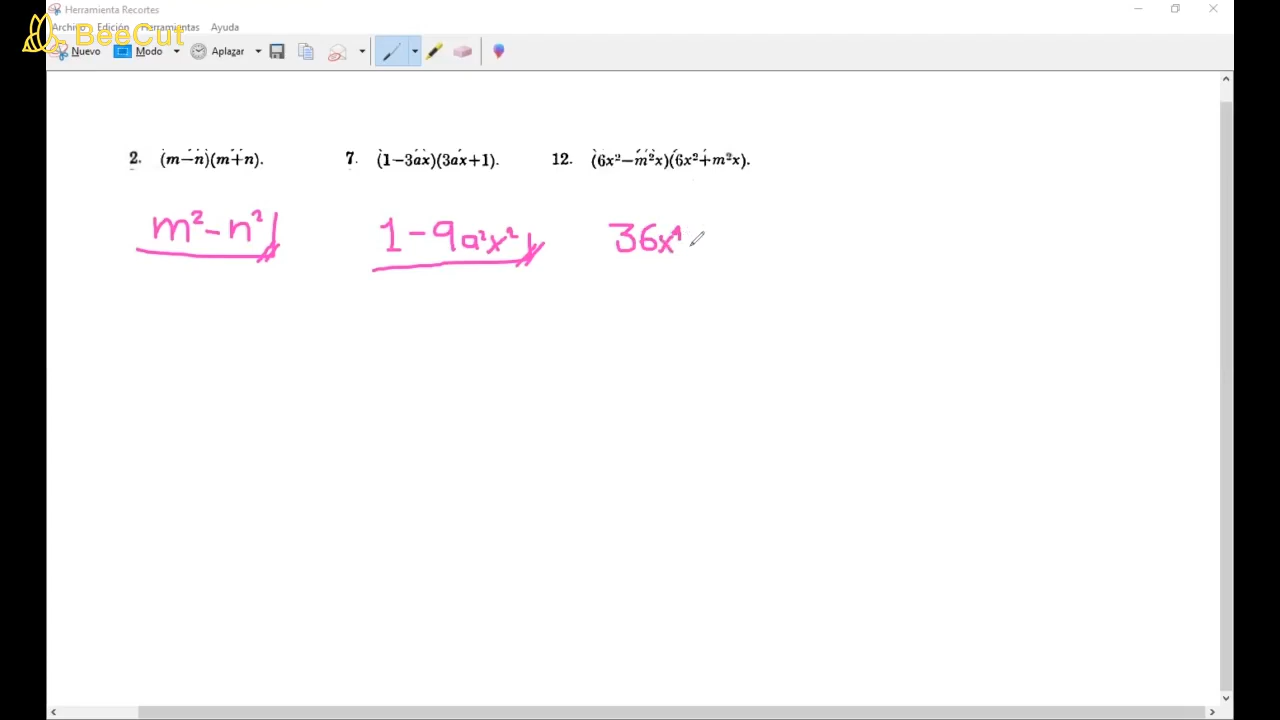 Herramienta Recortes
Archivo Edición Herramientas Ayuda
BeeCut
Nuevo Modo Aplazar
2. (m−n)(m+n). 7. (1−3ax)(3ax+1). 12. (6x²−m²x)(6x²+m²x).
m²-n² 1-9a²x² 36x⁴